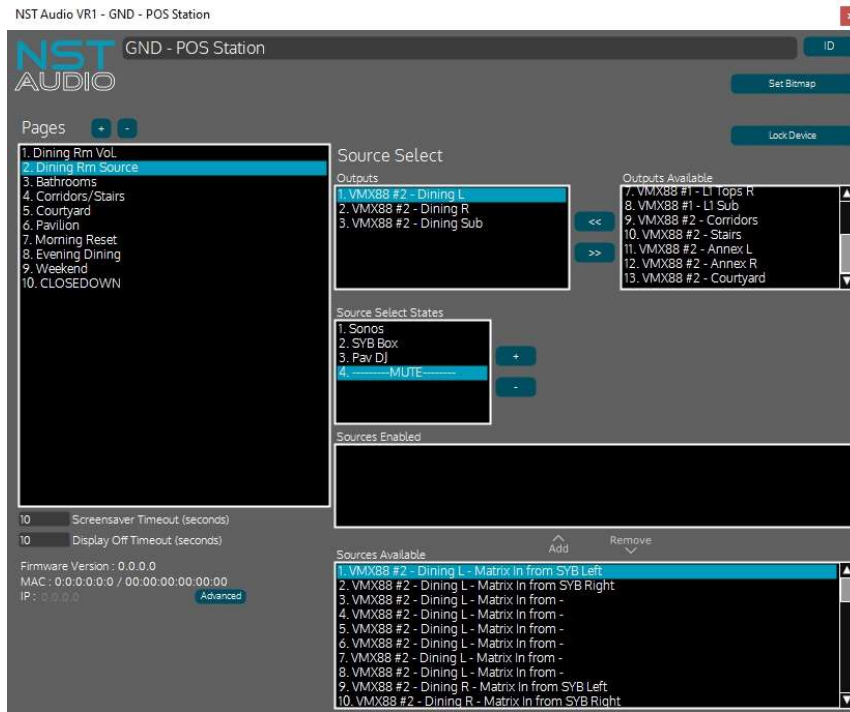 NST Audio VR1 - GND - POS Station
NST
AUDIO
GND - POS Station
ID
Set Bitmap
Lock Device
Pages + -
1. Dining Rm Vol.
2. Dining Rm Source
3. Bathrooms
4. Corridors/Stairs
5. Courtyard
6. Pavilion
7. Morning Reset
8. Evening Dining
9. Weekend
10. CLOSEDOWN
10 Screensaver Timeout (seconds)
10 Display Off Timeout (seconds)
Firmware Version : 0.0.0.0
MAC : 0:0:0:0:0:0 / 00:00:00:00:00:00
IP : 0.0.0.0 Advanced
Source Select
Outputs
1. VMX88 #2 - Dining L
2. VMX88 #2 - Dining R
3. VMX88 #2 - Dining Sub
<<
>>
Outputs Available
7. VMX88 #1 - L1 Tops R
8. VMX88 #1 - L1 Sub
9. VMX88 #2 - Corridors
10. VMX88 #2 - Stairs
11. VMX88 #2 - Annex L
12. VMX88 #2 - Annex R
13. VMX88 #2 - Courtyard
Source Select States
1. Sonos
2. SYB Box
3. Pav DJ
4. ---------MUTE--------
+
-
Sources Enabled
Add Remove
Sources Available
1. VMX88 #2 - Dining L - Matrix In from SYB Left
2. VMX88 #2 - Dining L - Matrix In from SYB Right
3. VMX88 #2 - Dining L - Matrix In from -
4. VMX88 #2 - Dining L - Matrix In from -
5. VMX88 #2 - Dining L - Matrix In from -
6. VMX88 #2 - Dining L - Matrix In from -
7. VMX88 #2 - Dining L - Matrix In from -
8. VMX88 #2 - Dining L - Matrix In from -
9. VMX88 #2 - Dining R - Matrix In from SYB Left
10. VMX88 #2 - Dining R - Matrix In from SYB Right